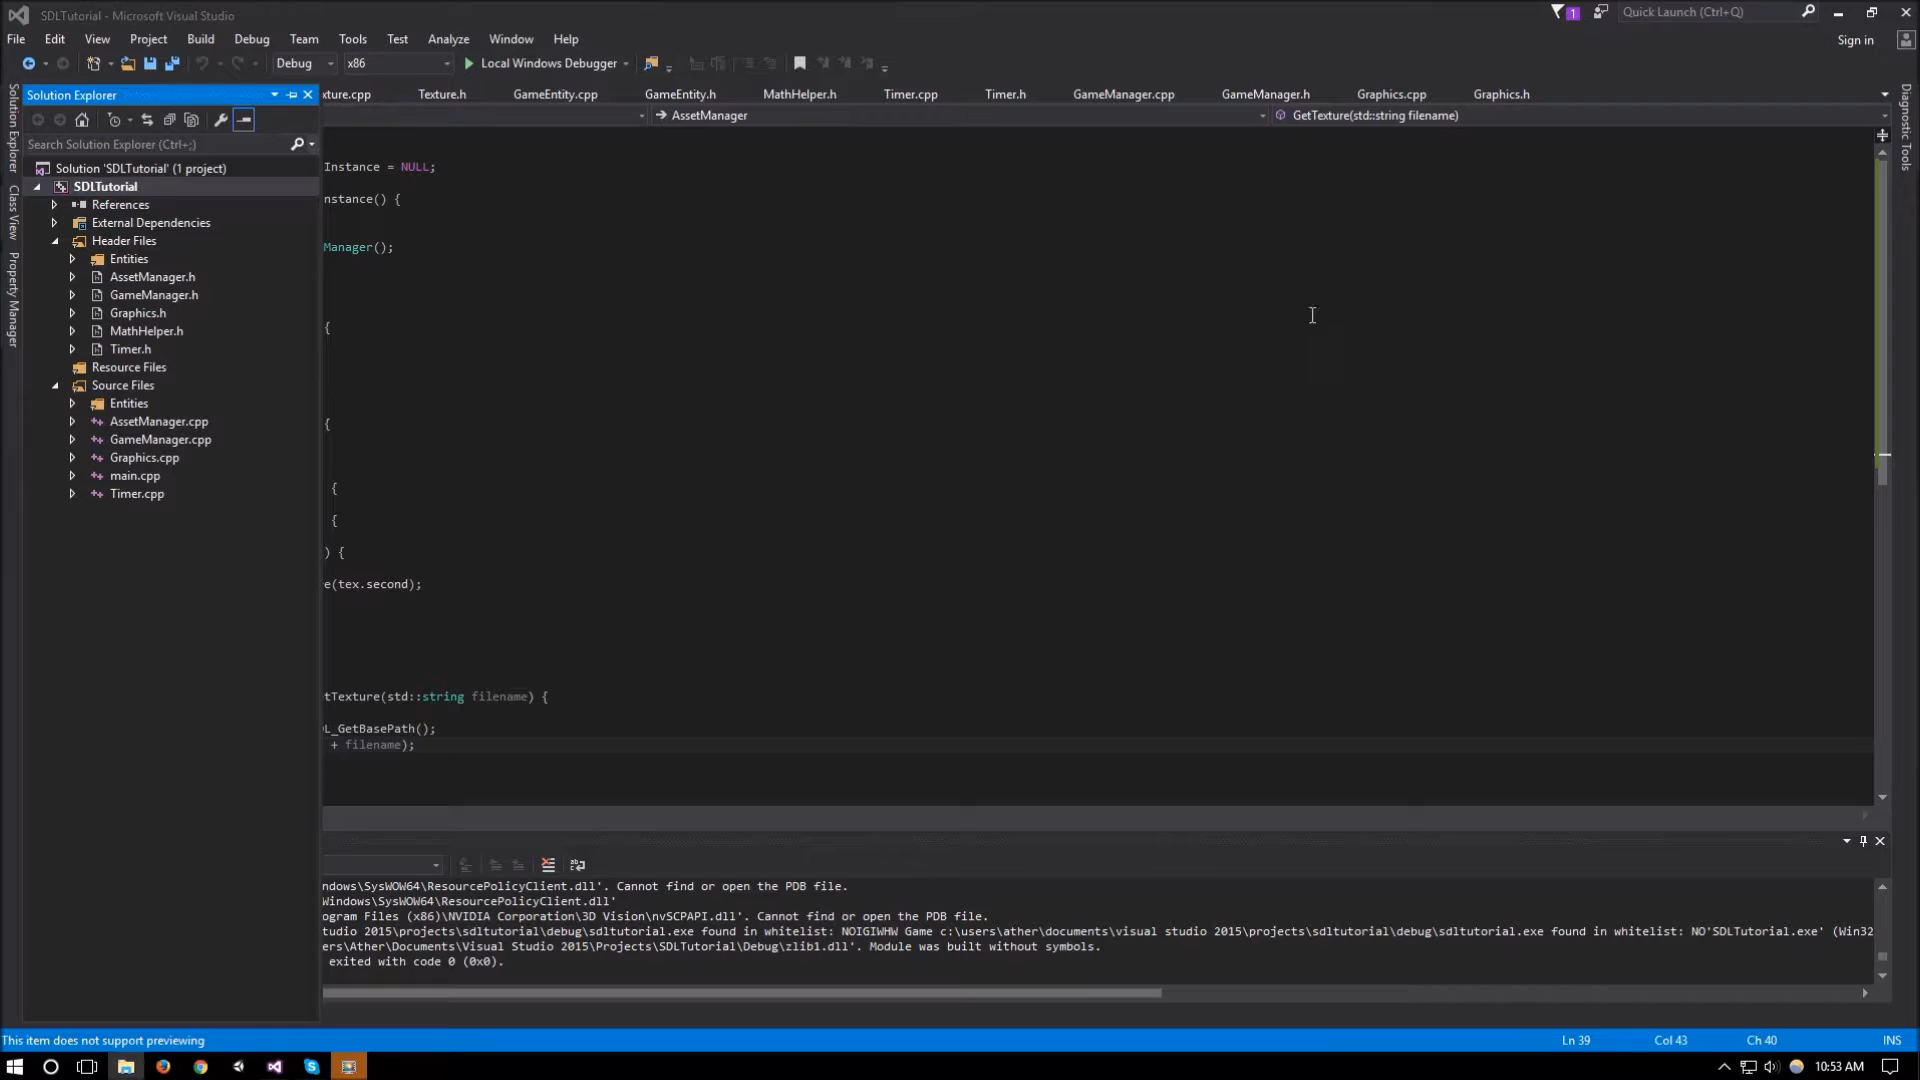 SDLTutorial - Microsoft Visual Studio
1
Quick Launch (Ctrl+Q)
File Edit View Project Build Debug Team Tools Test Analyze Window Help
Sign in
Debug x86 Local Windows Debugger
Solution Explorer
xture.cpp Texture.h GameEntity.cpp GameEntity.h MathHelper.h Timer.cpp Timer.h GameManager.cpp GameManager.h Graphics.cpp Graphics.h
AssetManager GetTexture(std::string filename)
Search Solution Explorer (Ctrl+;)
Solution 'SDLTutorial' (1 project)
SDLTutorial
References
External Dependencies
Header Files
Entities
AssetManager.h
GameManager.h
Graphics.h
MathHelper.h
Timer.h
Resource Files
Source Files
Entities
AssetManager.cpp
GameManager.cpp
Graphics.cpp
main.cpp
Timer.cpp
Solution Explorer
Class View
Property Manager
Diagnostic Tools
Instance = NULL;
nstance() {
Manager();
{
{
{
{
) {
e(tex.second);
tTexture(std::string filename) {
L_GetBasePath();
+ filename);
ndows\SysWOW64\ResourcePolicyClient.dll'. Cannot find or open the PDB file.
Windows\SysWOW64\ResourcePolicyClient.dll'
ogram Files (x86)\NVIDIA Corporation\3D Vision\nvSCPAPI.dll'. Cannot find or open the PDB file.
tudio 2015\projects\sdltutorial\debug\sdltutorial.exe found in whitelist: NOIGIWHW Game c:\users\ather\documents\visual studio 2015\projects\sdltutorial\debug\sdltutorial.exe found in whitelist: NO'SDLTutorial.exe' (Win32
ers\Ather\Documents\Visual Studio 2015\Projects\SDLTutorial\Debug\zlib1.dll'. Module was built without symbols.
exited with code 0 (0x0).
This item does not support previewing Ln 39 Col 43 Ch 40 INS
10:53 AM